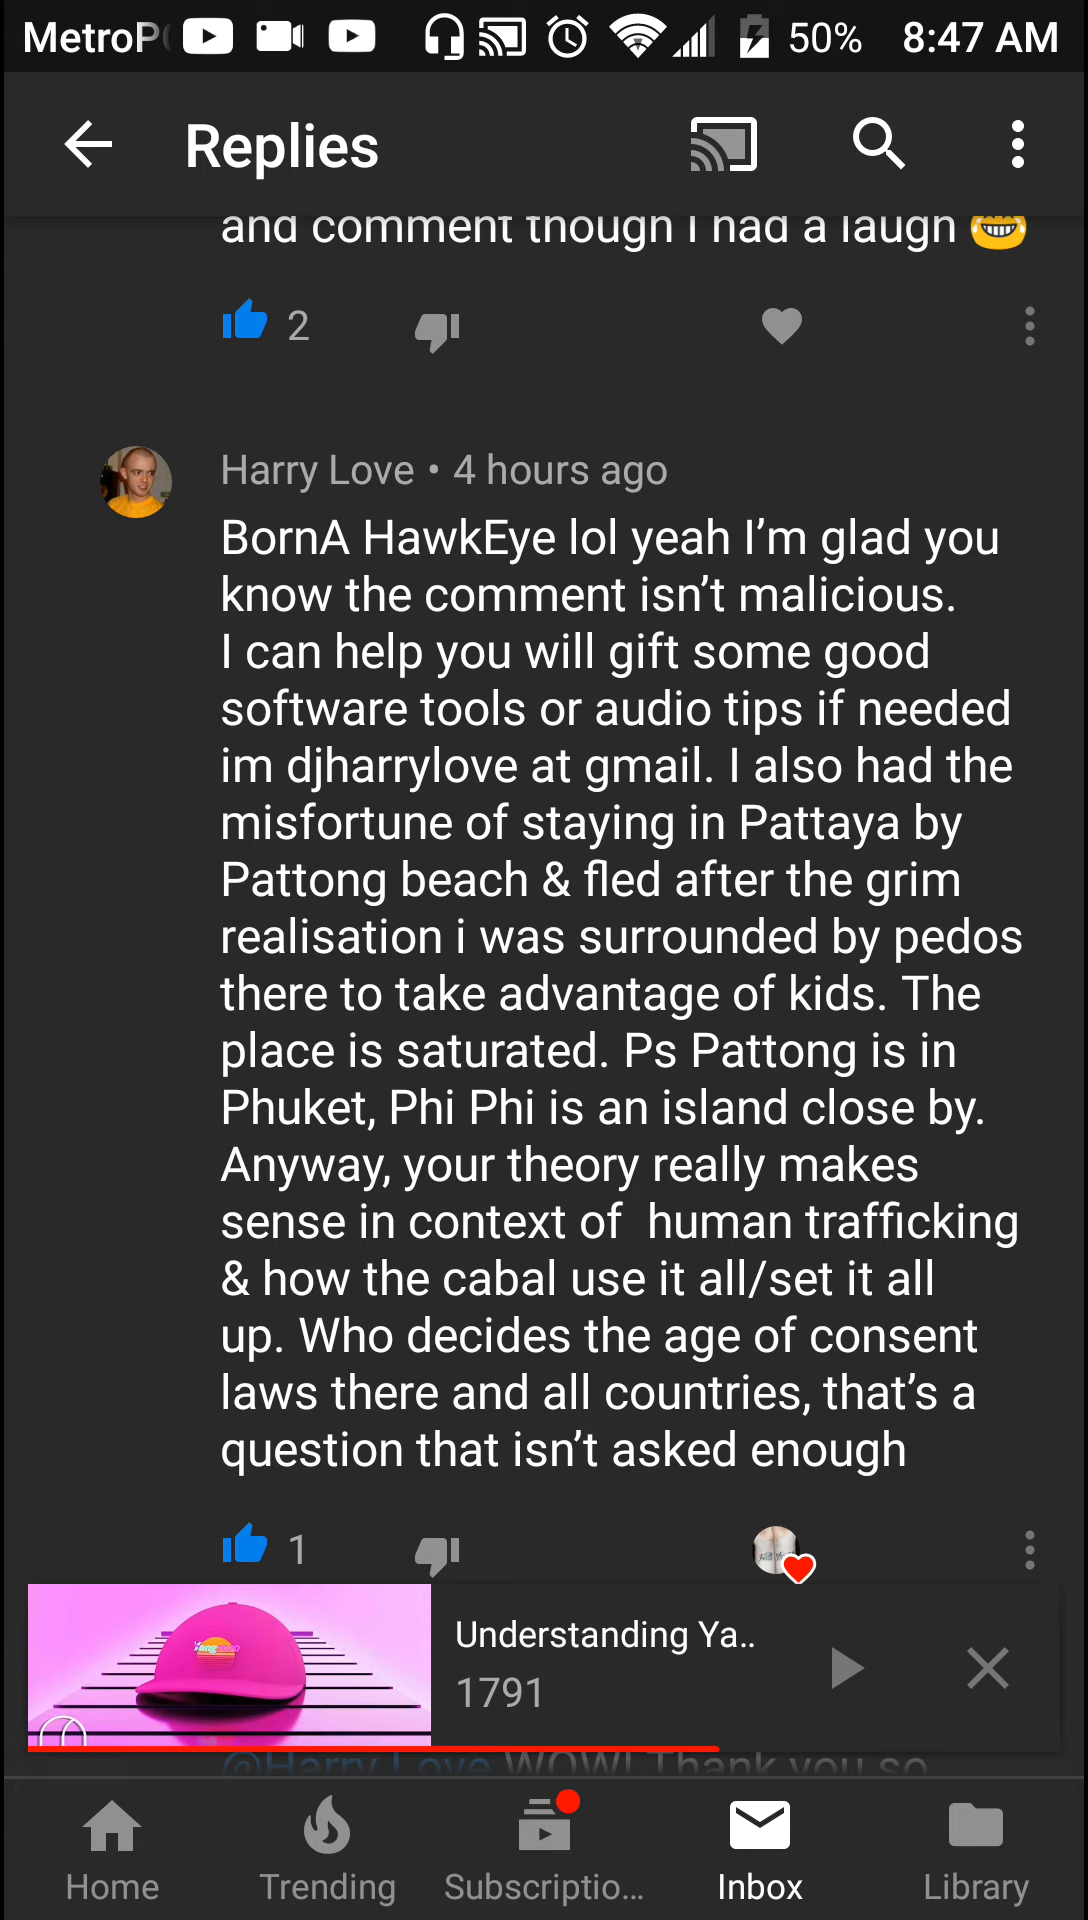 MetroP
50%
8:47 AM
Replies
and comment though I had a laugh
2
Harry Love • 4 hours ago
BornA HawkEye lol yeah I’m glad you
know the comment isn’t malicious.
I can help you will gift some good
software tools or audio tips if needed
im djharrylove at gmail. I also had the
misfortune of staying in Pattaya by
Pattong beach & fled after the grim
realisation i was surrounded by pedos
there to take advantage of kids. The
place is saturated. Ps Pattong is in
Phuket, Phi Phi is an island close by.
Anyway, your theory really makes
sense in context of  human trafficking
& how the cabal use it all/set it all
up. Who decides the age of consent
laws there and all countries, that’s a
question that isn’t asked enough
1
Understanding Ya..
1791
@Harry Love WOW! Thank you so
Home
Trending
Subscriptio...
Inbox
Library